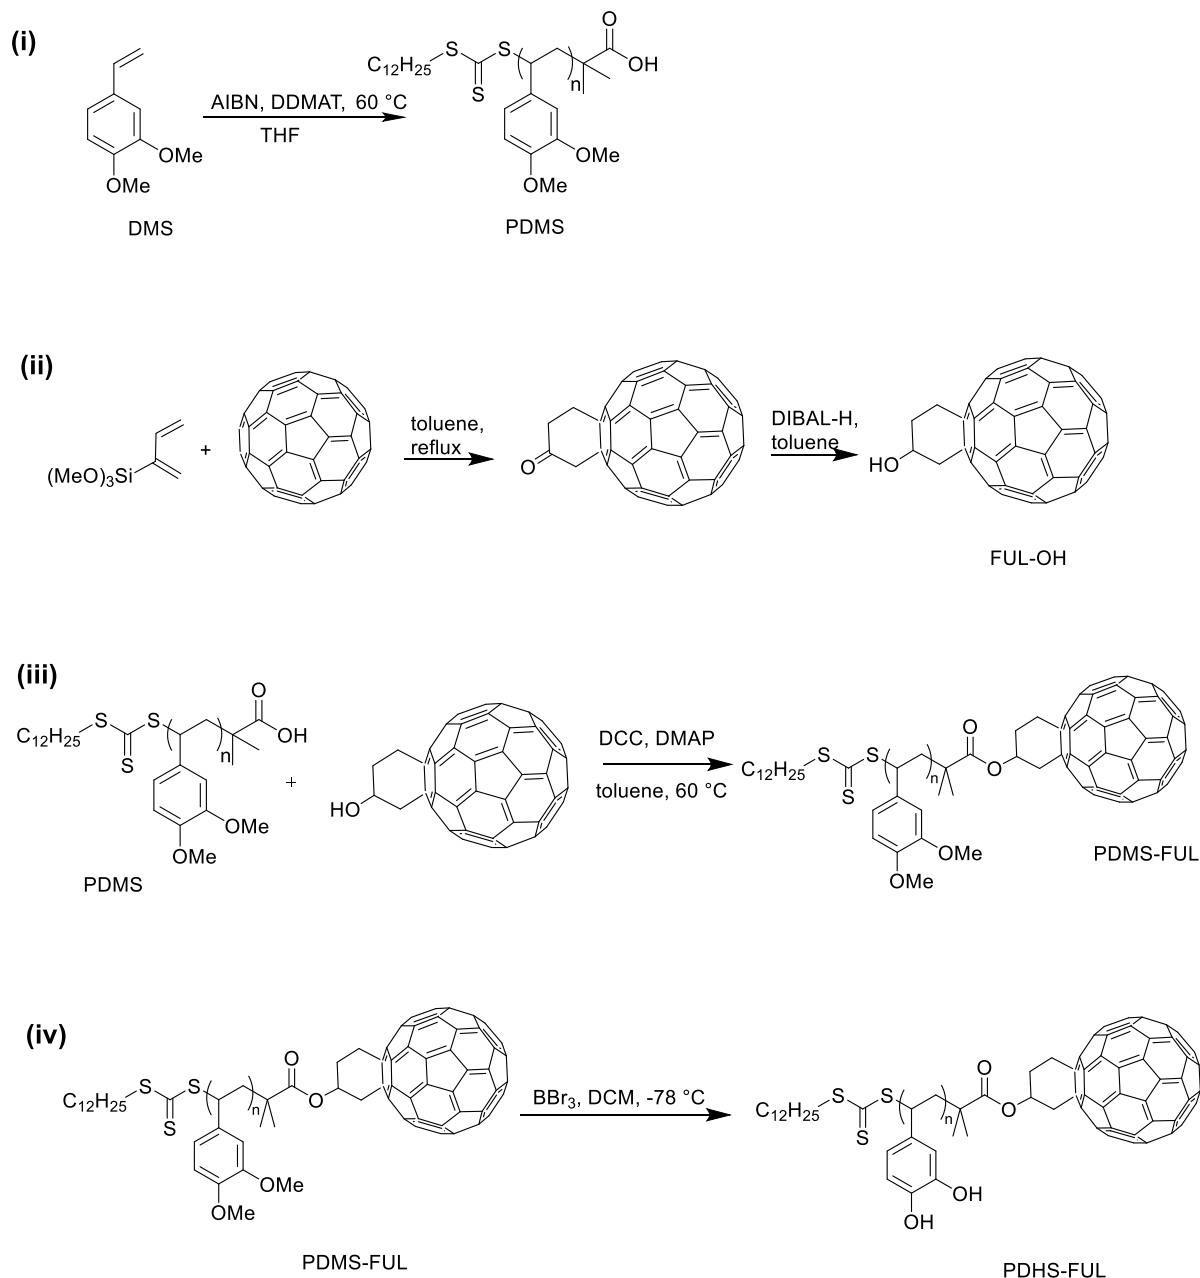 (i)
AIBN, DDMAT, 60 °C
THF
OMe
OMe
DMS
C12H25
S
S
S
n
O
OH
OMe
OMe
PDMS
(ii)
(MeO)3Si
+
toluene,
reflux
O
DIBAL-H,
toluene
HO
FUL-OH
(iii)
C12H25
S
S
S
n
O
OH
OMe
OMe
PDMS
+
HO
DCC, DMAP
toluene, 60 °C
C12H25
S
S
S
n
O
O
OMe
OMe
PDMS-FUL
(iv)
C12H25
S
S
S
n
O
O
OMe
OMe
PDMS-FUL
BBr3, DCM, -78 °C
C12H25
S
S
S
n
O
O
OH
OH
PDHS-FUL